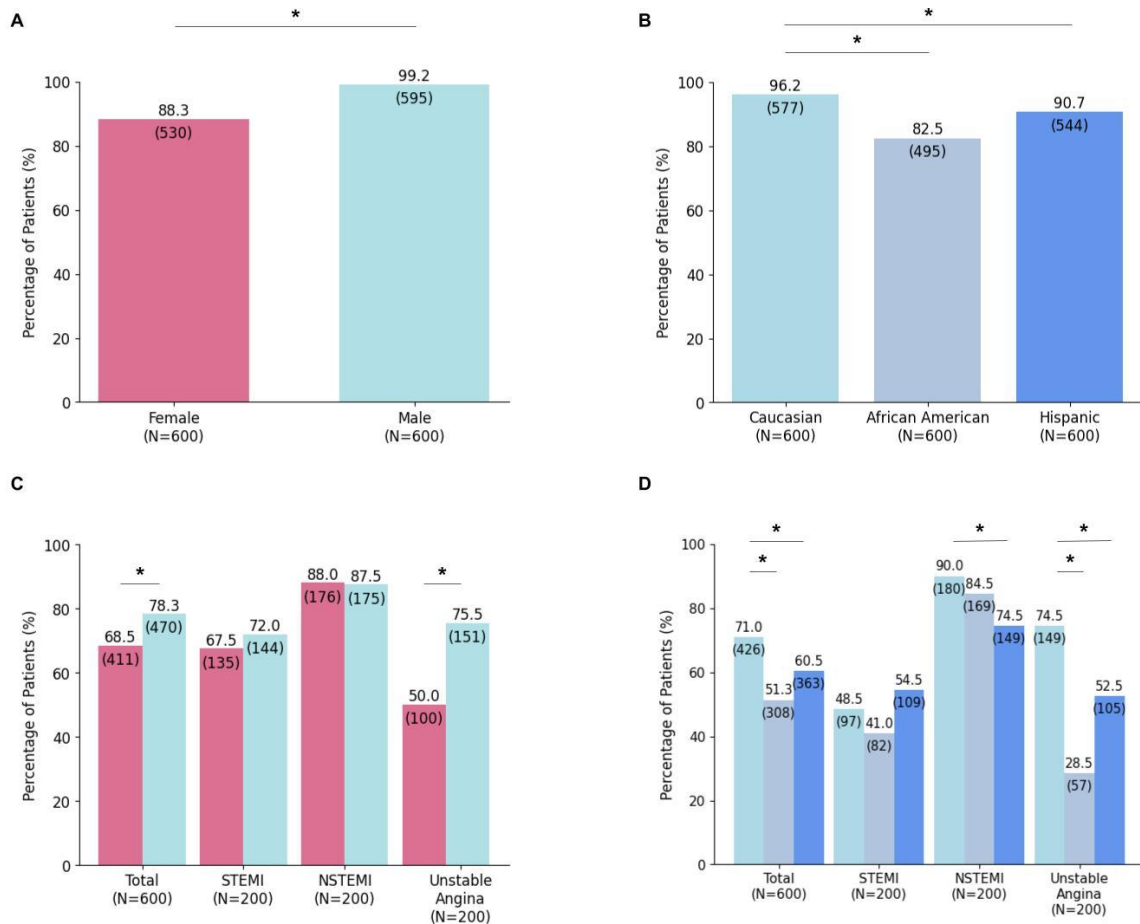 A
*
Percentage of Patients (%)
100
80
60
40
20
0
88.3
(530)
99.2
(595)
Female
(N=600)
Male
(N=600)
B
*
*
Percentage of Patients (%)
100
80
60
40
20
0
96.2
(577)
82.5
(495)
90.7
(544)
Caucasian
(N=600)
African American
(N=600)
Hispanic
(N=600)
C
Percentage of Patients (%)
100
80
60
40
20
0
*
*
68.5
(411)
78.3
(470)
67.5
(135)
72.0
(144)
88.0
(176)
87.5
(175)
50.0
(100)
75.5
(151)
Total
(N=600)
STEMI
(N=200)
NSTEMI
(N=200)
Unstable
Angina
(N=200)
D
Percentage of Patients (%)
100
80
60
40
20
0
*
*
*
*
*
71.0
(426)
51.3
(308)
60.5
(363)
48.5
(97)
41.0
(82)
54.5
(109)
90.0
(180)
84.5
(169)
74.5
(149)
74.5
(149)
28.5
(57)
52.5
(105)
Total
(N=600)
STEMI
(N=200)
NSTEMI
(N=200)
Unstable
Angina
(N=200)